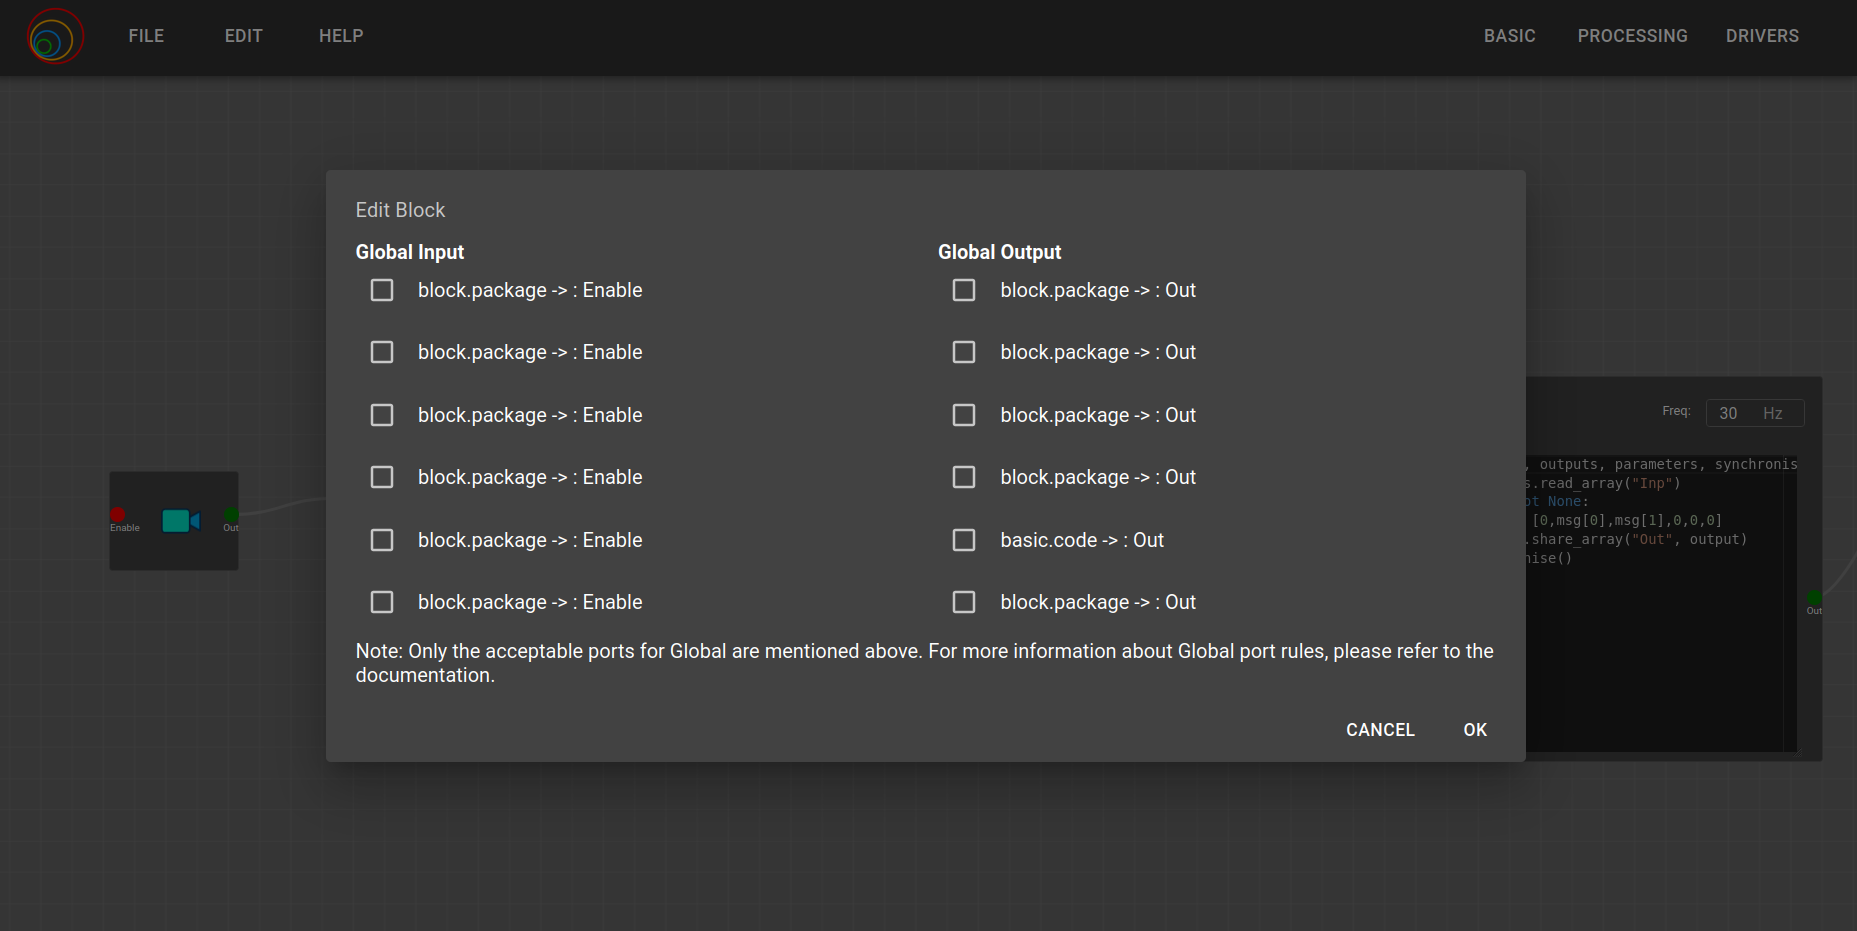 FILE
EDIT
HELP
BASIC
PROCESSING
DRIVERS
Edit Block
Global Input
block.package -> : Enable
block.package -> : Enable
block.package -> : Enable
block.package -> : Enable
block.package -> : Enable
block.package -> : Enable
Global Output
block.package -> : Out
block.package -> : Out
block.package -> : Out
block.package -> : Out
basic.code -> : Out
block.package -> : Out
Note: Only the acceptable ports for Global are mentioned above. For more information about Global port rules, please refer to the
documentation.
CANCEL
OK
Enable
Out
Freq:
30
Hz
, outputs, parameters, synchronis
s.read_array("Inp")
ot None:
[0,msg[0],msg[1],0,0,0]
.share_array("Out", output)
nise()
Out